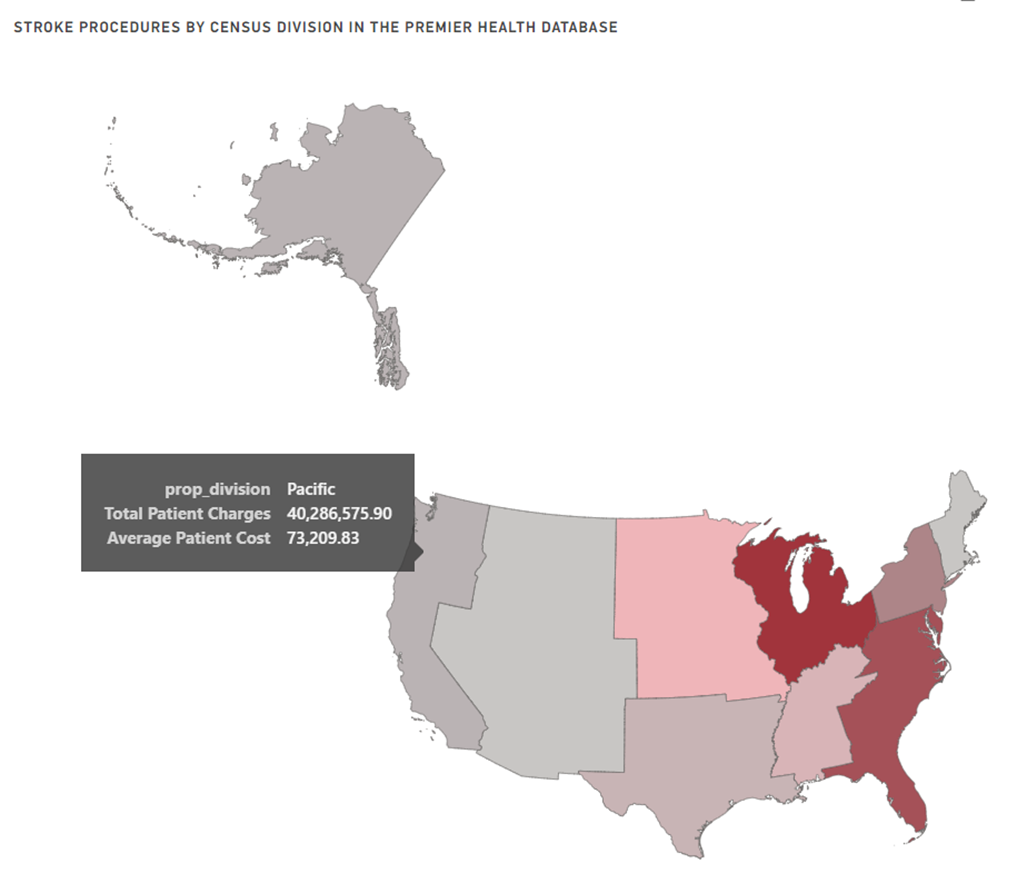 STROKE PROCEDURES BY CENSUS DIVISION IN THE PREMIER HEALTH DATABASE
prop_division Pacific
Total Patient Charges 40,286,575.90
Average Patient Cost 73,209.83